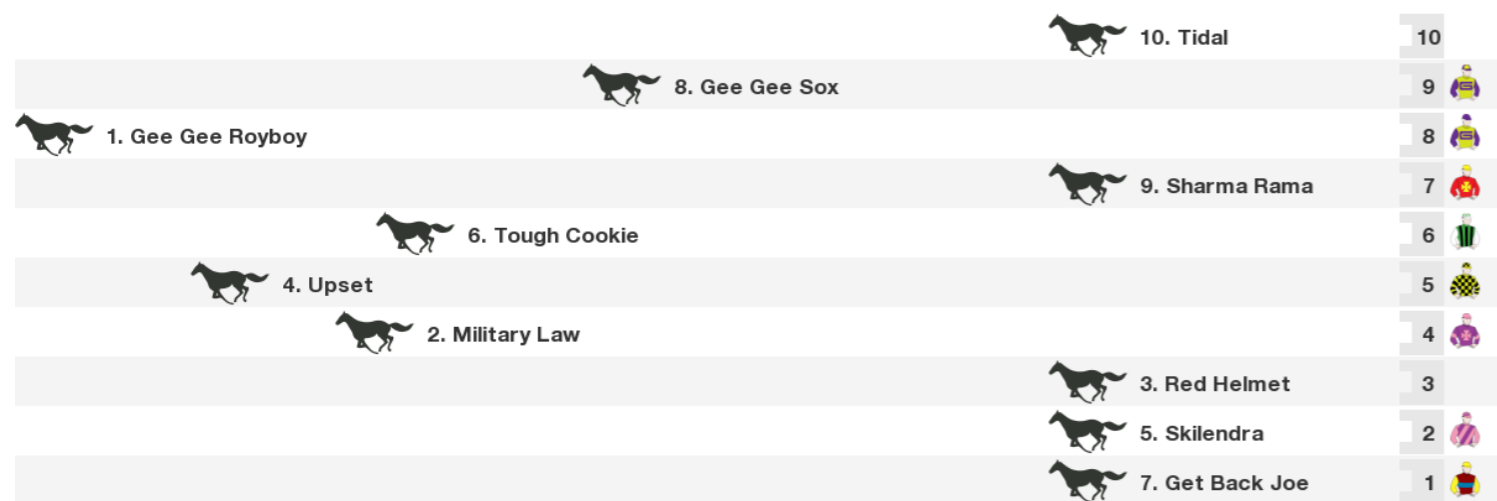 10. Tidal 10
8. Gee Gee Sox 9
1. Gee Gee Royboy 8
9. Sharma Rama 7
6. Tough Cookie 6
4. Upset 5
2. Military Law 4
3. Red Helmet 3
5. Skilendra 2
7. Get Back Joe 1